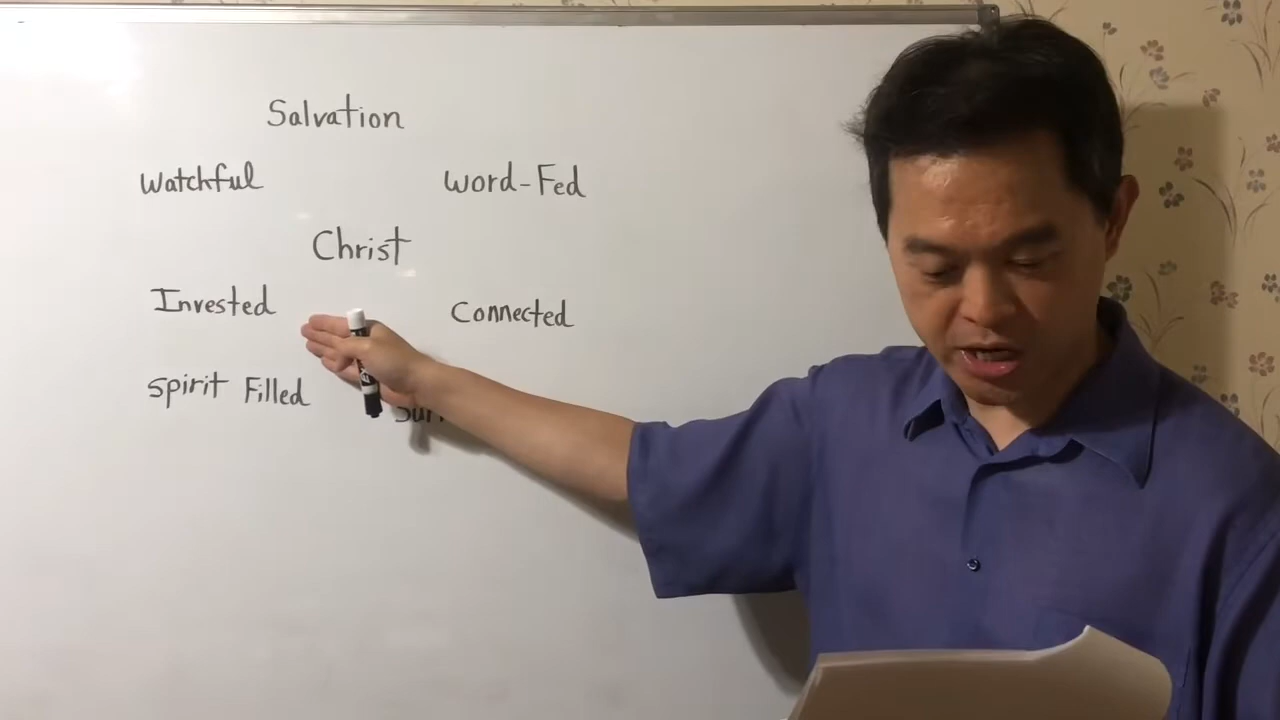 Salvation
Watchful
Word-Fed
Christ
Invested
Connected
Spirit Filled